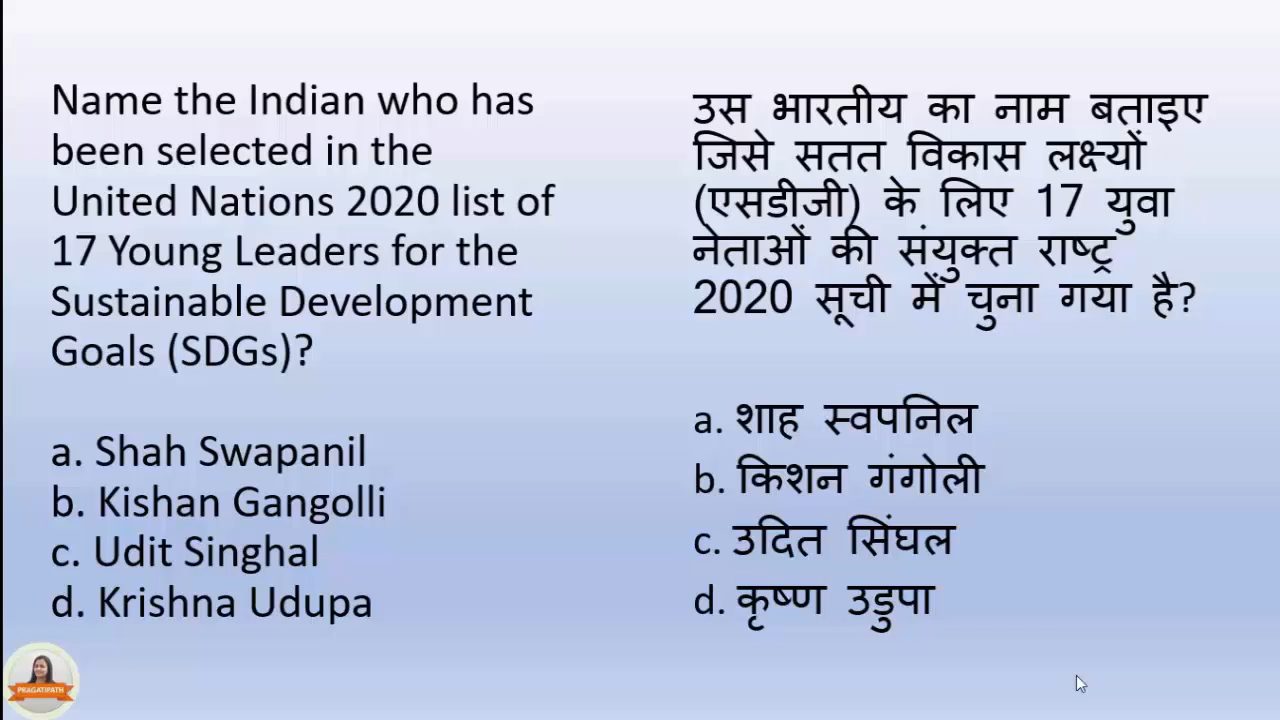 Name the Indian who has
been selected in the
United Nations 2020 list of
17 Young Leaders for the
Sustainable Development
Goals (SDGs)?
a. Shah Swapanil
b. Kishan Gangolli
c. Udit Singhal
d. Krishna Udupa
उस भारतीय का नाम बताइए
जिसे सतत विकास लक्ष्यों
(एसडीजी) के लिए 17 युवा
नेताओं की संयुक्त राष्ट्र
2020 सूची में चुना गया है?
a. शाह स्वपनिल
b. किशन गंगोली
c. उदित सिंघल
d. कृष्ण उडुपा
PRAGATIPATH